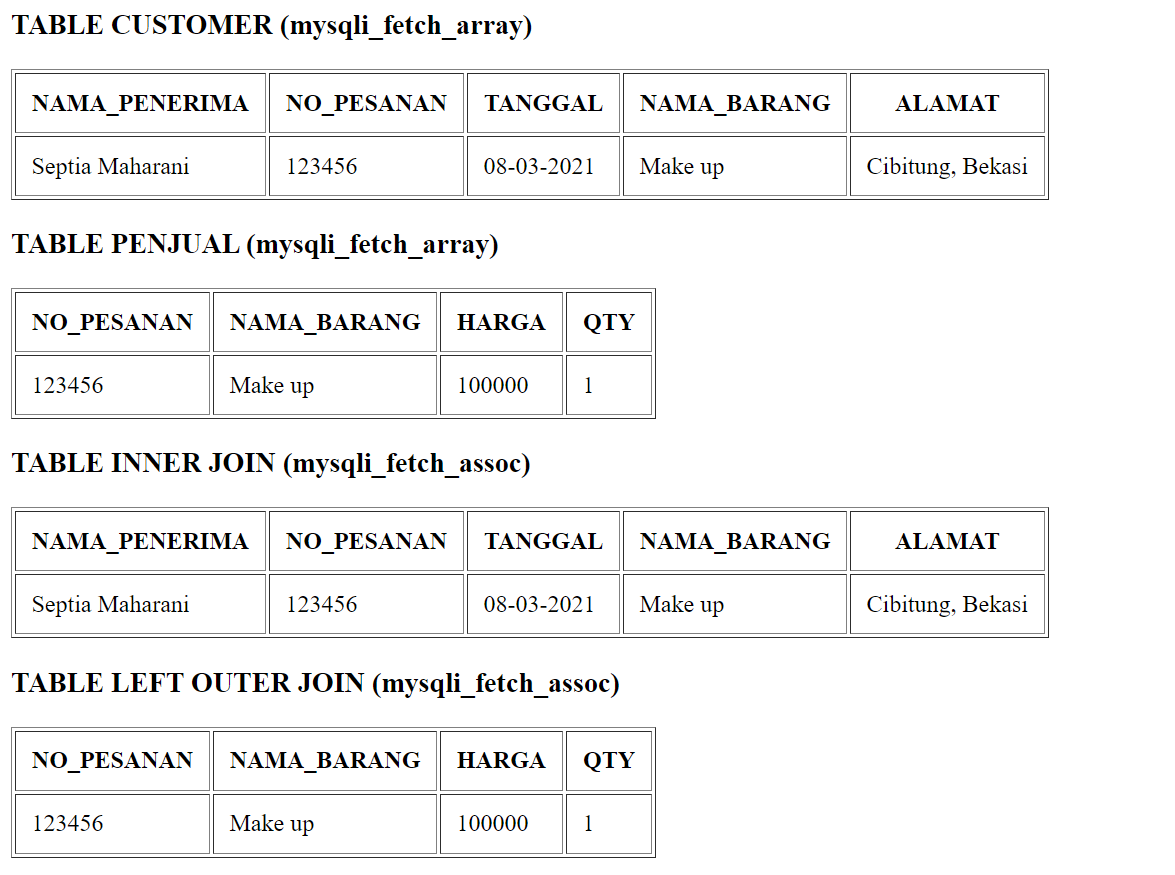 TABLE CUSTOMER (mysqli_fetch_array)
NAMA_PENERIMA NO_PESANAN TANGGAL NAMA_BARANG ALAMAT
Septia Maharani 123456 08-03-2021 Make up Cibitung, Bekasi
TABLE PENJUAL (mysqli_fetch_array)
NO_PESANAN NAMA_BARANG HARGA QTY
123456 Make up 100000 1
TABLE INNER JOIN (mysqli_fetch_assoc)
NAMA_PENERIMA NO_PESANAN TANGGAL NAMA_BARANG ALAMAT
Septia Maharani 123456 08-03-2021 Make up Cibitung, Bekasi
TABLE LEFT OUTER JOIN (mysqli_fetch_assoc)
NO_PESANAN NAMA_BARANG HARGA QTY
123456 Make up 100000 1